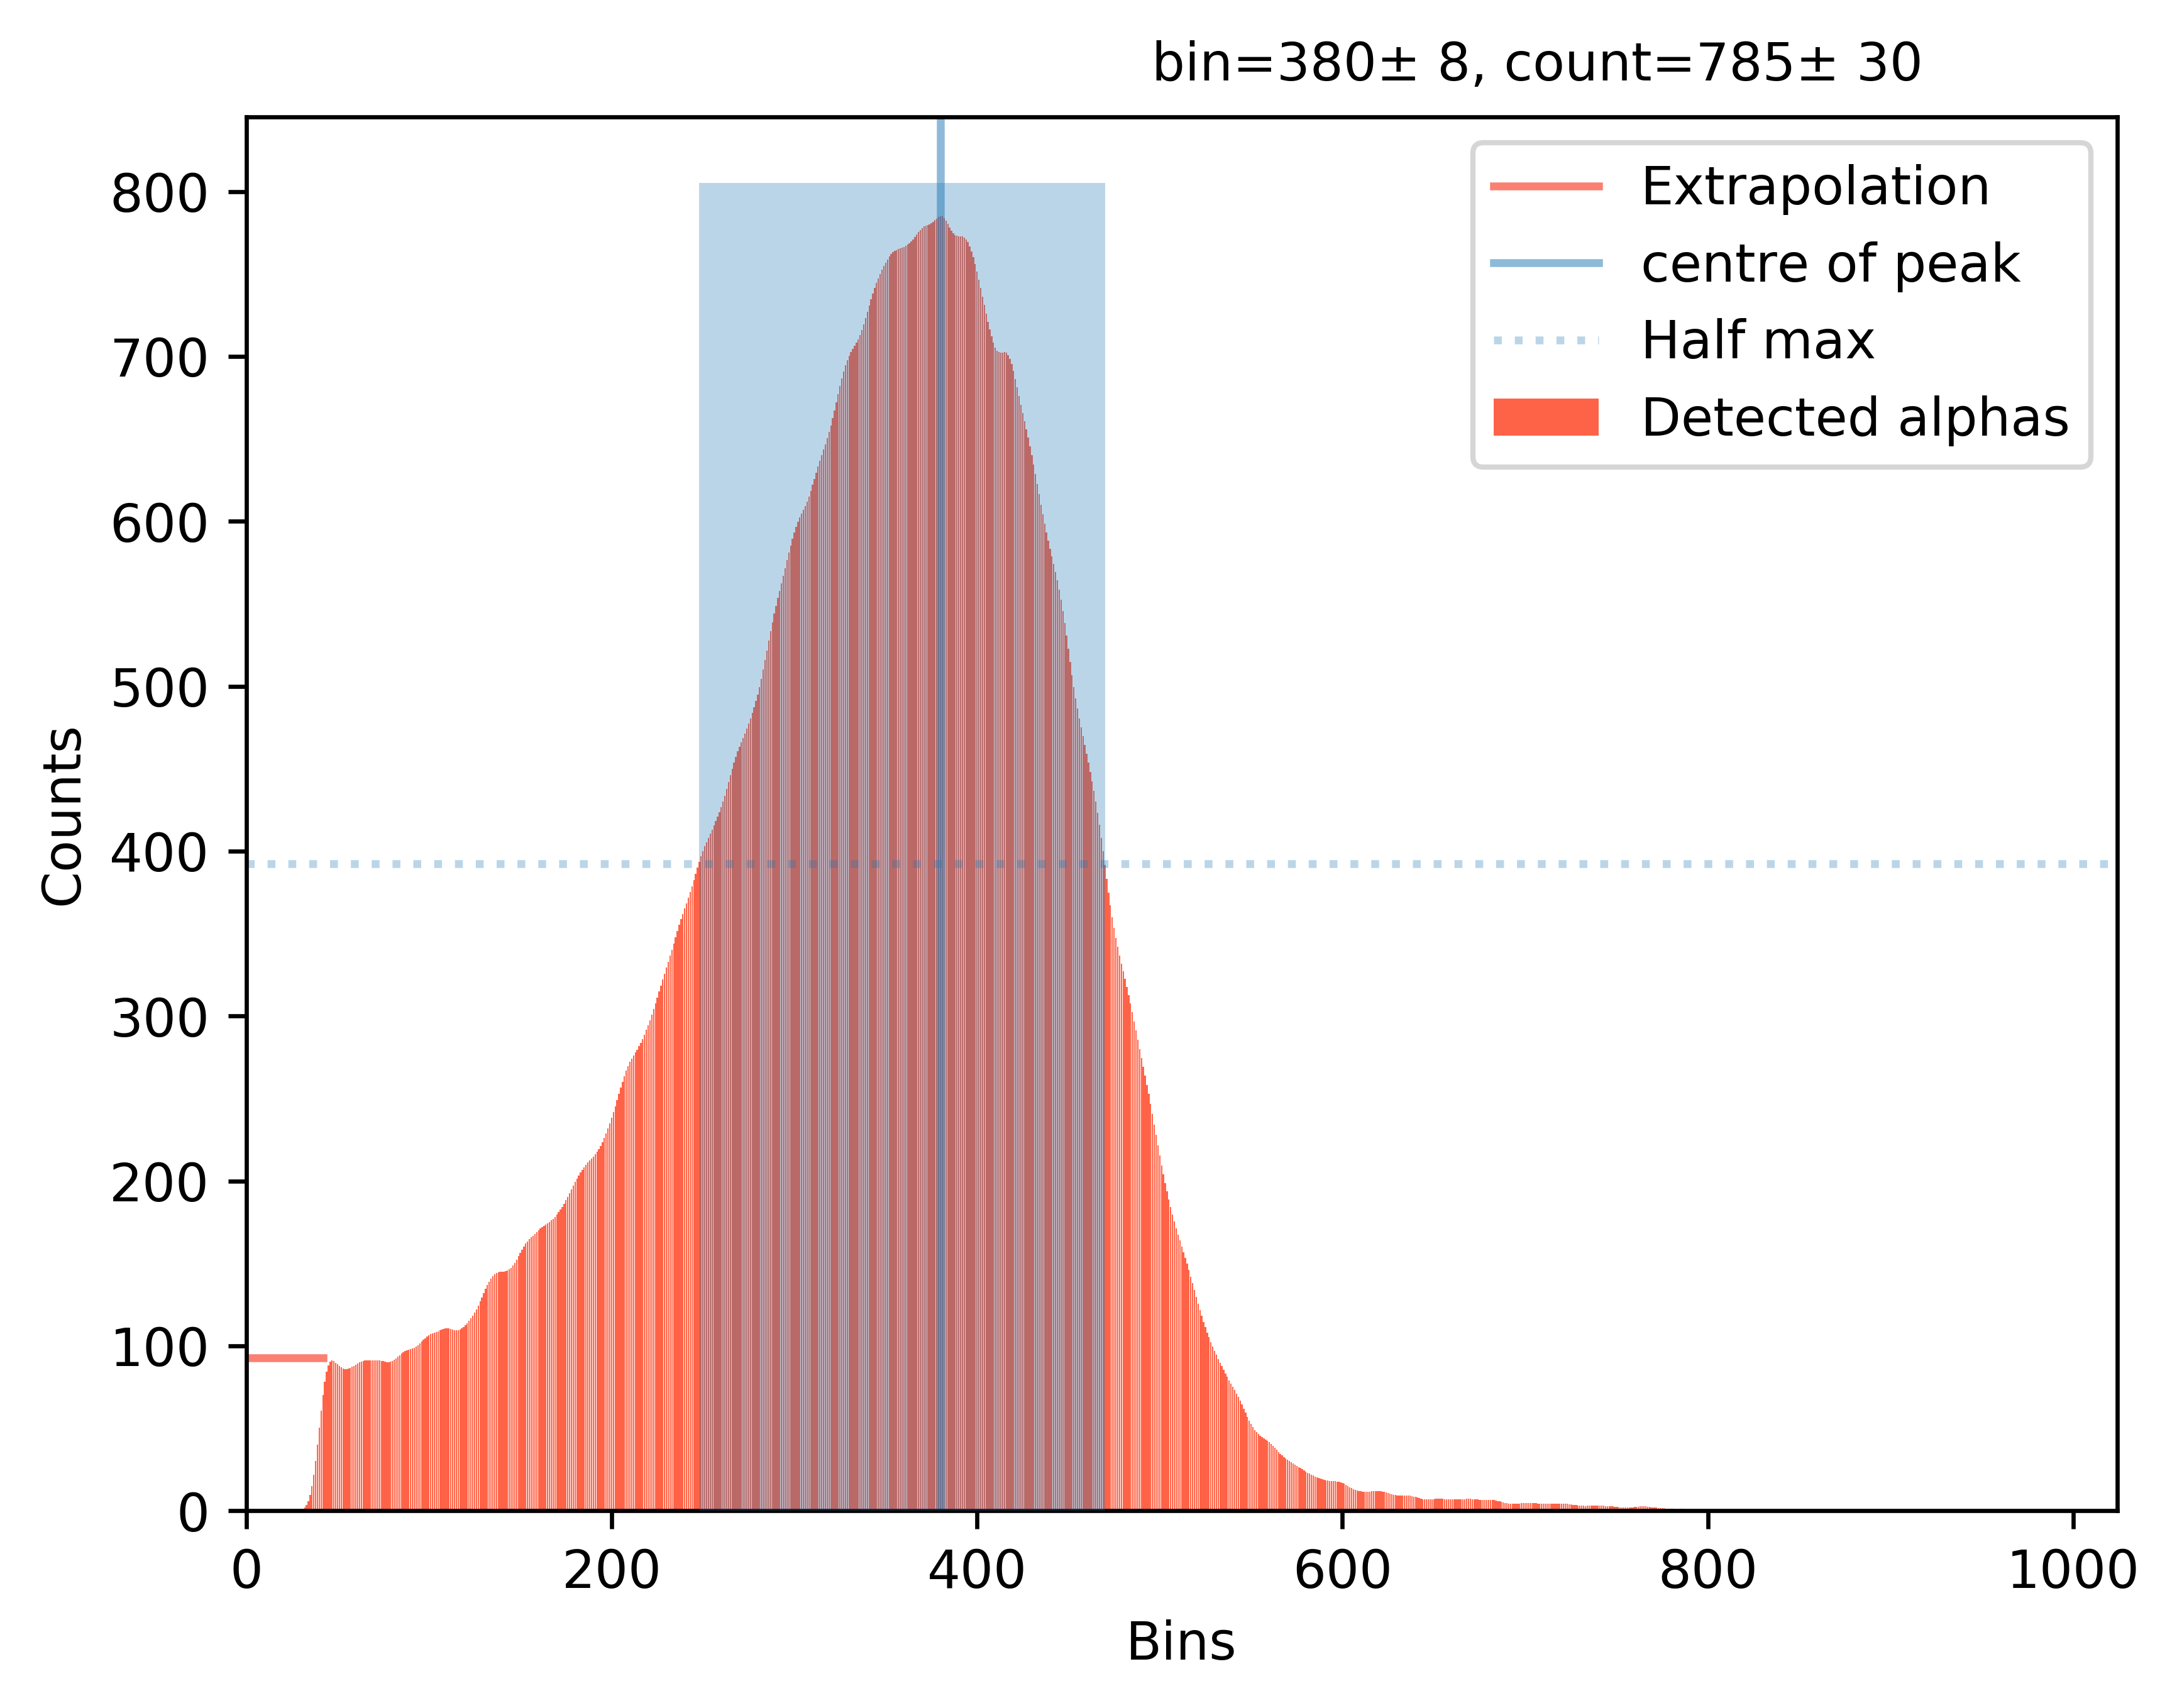 bin=380± 8, count=785± 30
Extrapolation
centre of peak
Half max
Detected alphas
800
700
600
500
400
300
200
100
0
Counts
0 200 400 600 800 1000
Bins